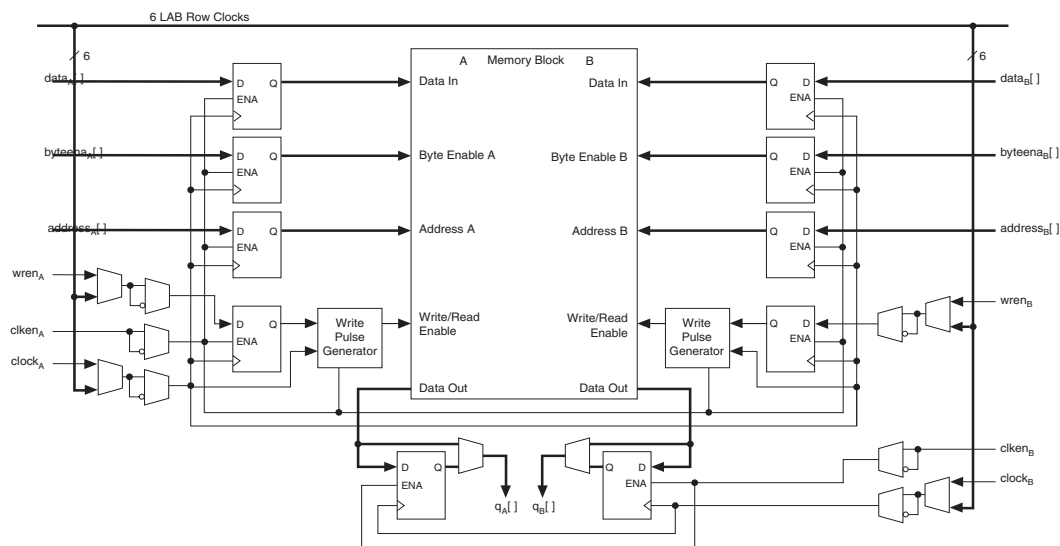 6 LAB Row Clocks
6
6
A Memory Block B
dataA[ ]
D Q
ENA
Data In
Data In
Q D
ENA
dataB[ ]
byteenaA[ ]
D Q
ENA
Byte Enable A
Byte Enable B
Q D
ENA
byteenaB[ ]
addressA[ ]
D Q
ENA
Address A
Address B
Q D
ENA
addressB[ ]
wrenA
clkenA
clockA
D Q
ENA
Write
Pulse
Generator
Write/Read
Enable
Write/Read
Enable
Write
Pulse
Generator
Q D
ENA
wrenB
Data Out
Data Out
D Q
ENA
qA[ ]
qB[ ]
Q D
ENA
clkenB
clockB